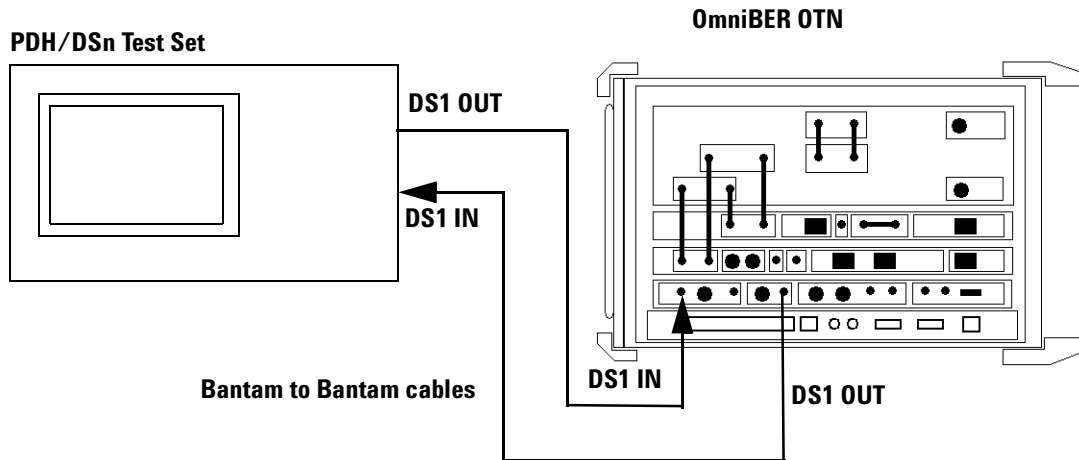 OmniBER OTN
PDH/DSn Test Set
DS1 OUT
DS1 IN
DS1 IN
DS1 OUT
Bantam to Bantam cables